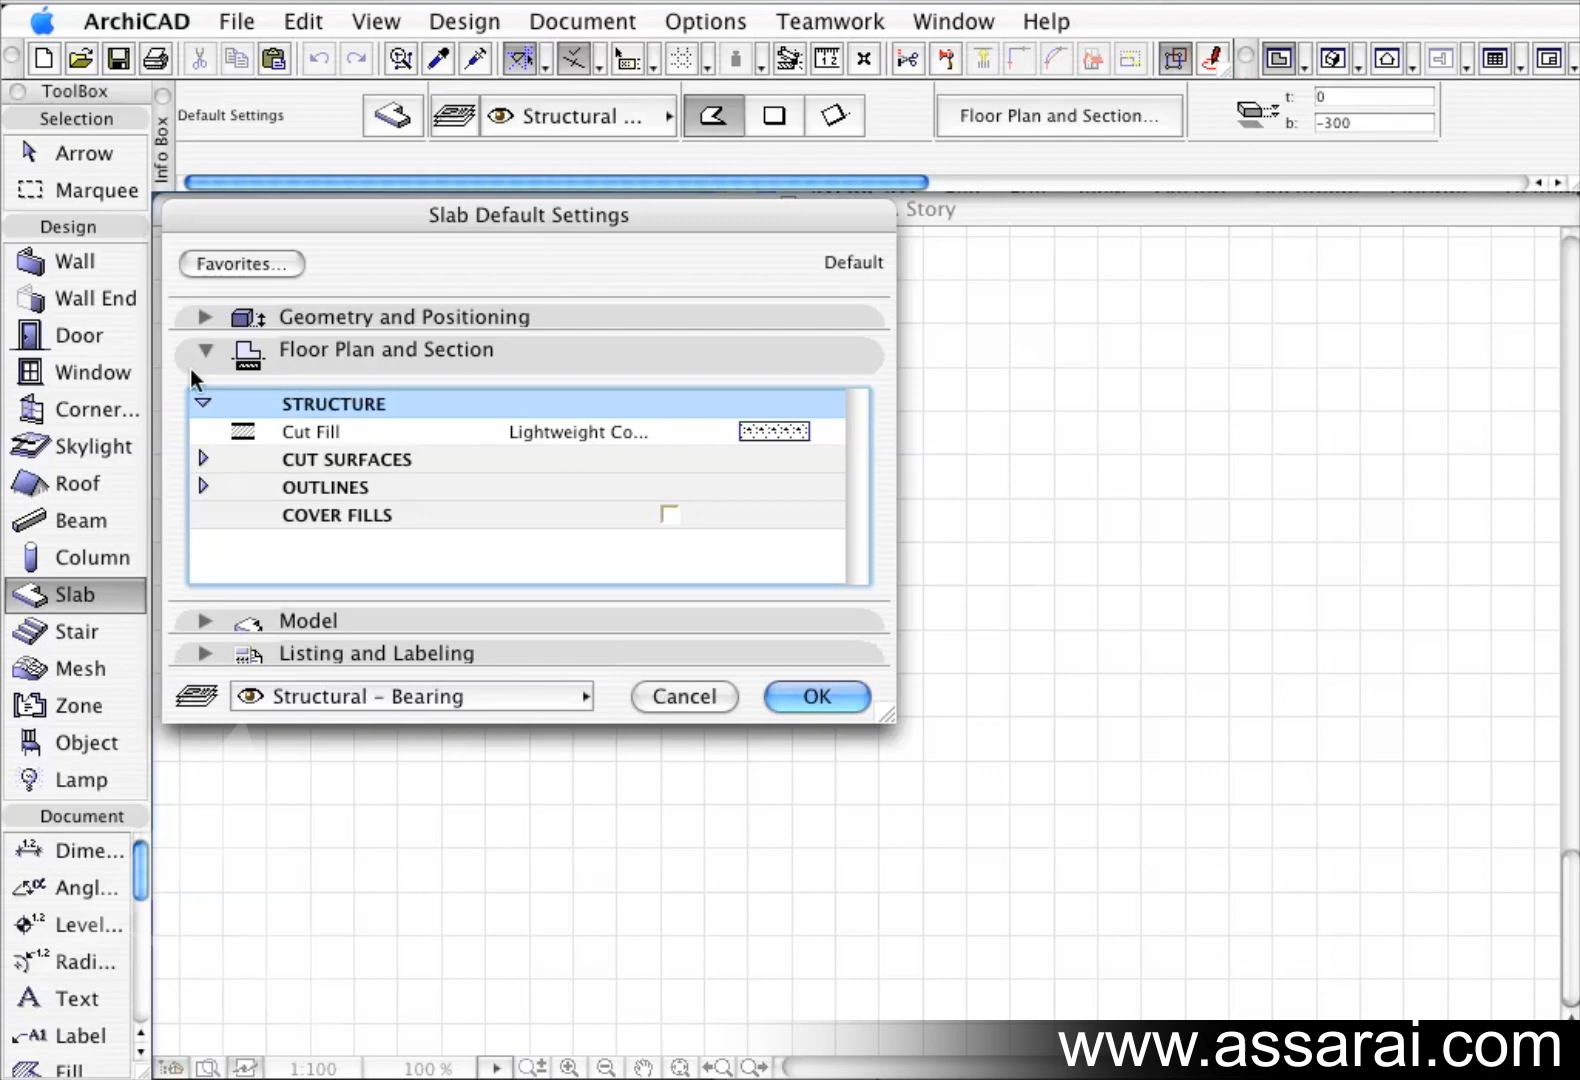 ArchiCAD File Edit View Design Document Options Teamwork Window Help
ToolBox
Selection
Arrow
Marquee
Design
Wall
Wall End
Door
Window
Corner...
Skylight
Roof
Beam
Column
Slab
Stair
Mesh
Zone
Object
Lamp
Document
Dime...
Angl...
Level...
Radi...
Text
Label
Fill
Info Box
Default Settings
Structural ...
Floor Plan and Section...
t: 0
b: -300
Story
Slab Default Settings
Favorites...
Default
Geometry and Positioning
Floor Plan and Section
STRUCTURE
Cut Fill Lightweight Co...
CUT SURFACES
OUTLINES
COVER FILLS
Model
Listing and Labeling
Structural - Bearing
Cancel
OK
1:100
100 %
www.assarai.com